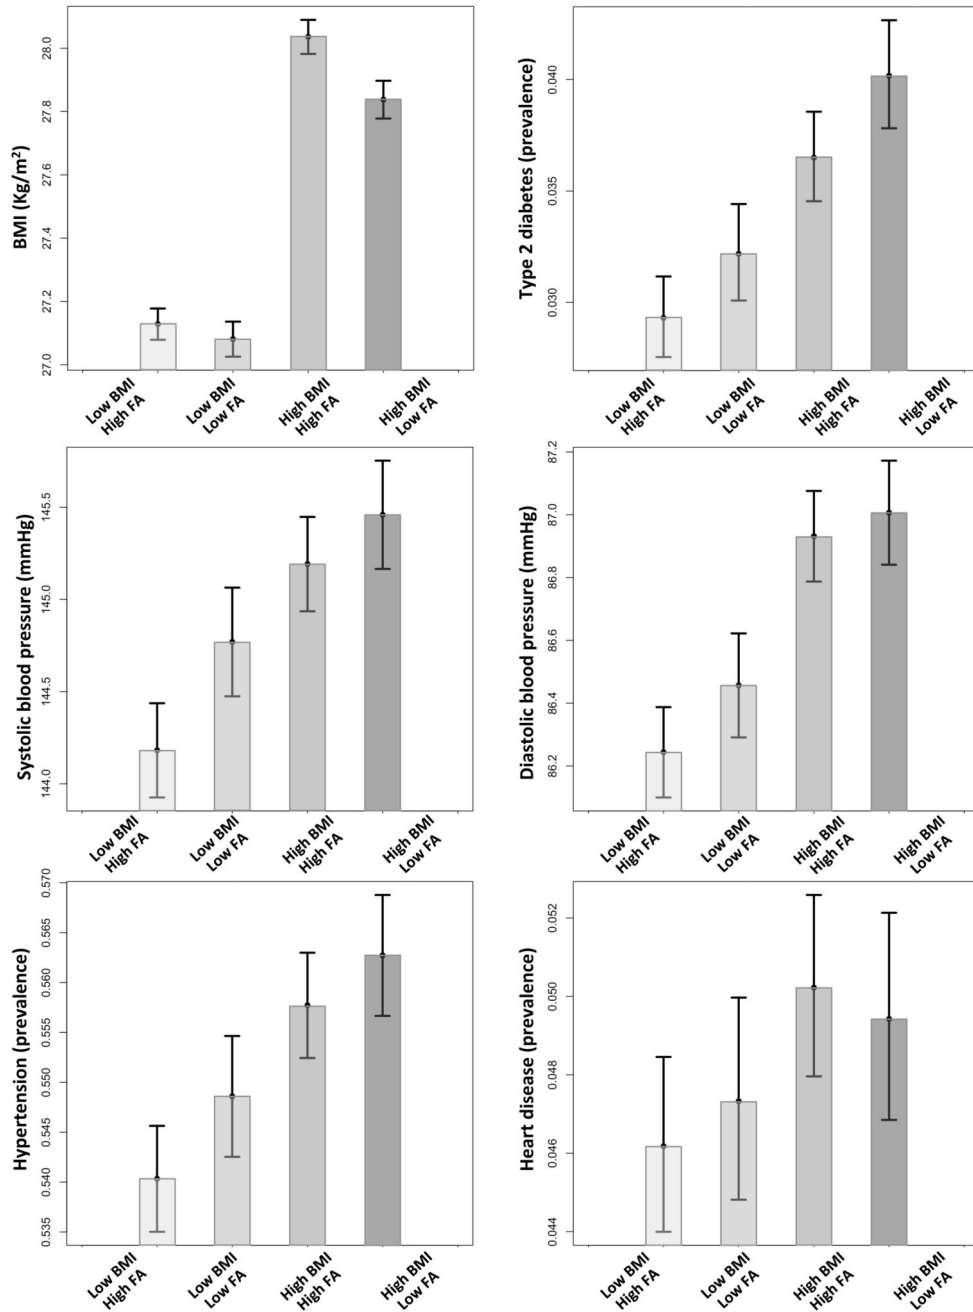 BMI (Kg/m²)
28.0
27.8
27.6
27.4
27.2
27.0
Low BMI
High FA
Low BMI
Low FA
High BMI
High FA
High BMI
Low FA
Type 2 diabetes (prevalence)
0.040
0.035
0.030
Low BMI
High FA
Low BMI
Low FA
High BMI
High FA
High BMI
Low FA
Systolic blood pressure (mmHg)
145.5
145.0
144.5
144.0
Low BMI
High FA
Low BMI
Low FA
High BMI
High FA
High BMI
Low FA
Diastolic blood pressure (mmHg)
87.2
87.0
86.8
86.6
86.4
86.2
Low BMI
High FA
Low BMI
Low FA
High BMI
High FA
High BMI
Low FA
Hypertension (prevalence)
0.570
0.565
0.560
0.555
0.550
0.545
0.540
0.535
Low BMI
High FA
Low BMI
Low FA
High BMI
High FA
High BMI
Low FA
Heart disease (prevalence)
0.052
0.050
0.048
0.046
0.044
Low BMI
High FA
Low BMI
Low FA
High BMI
High FA
High BMI
Low FA